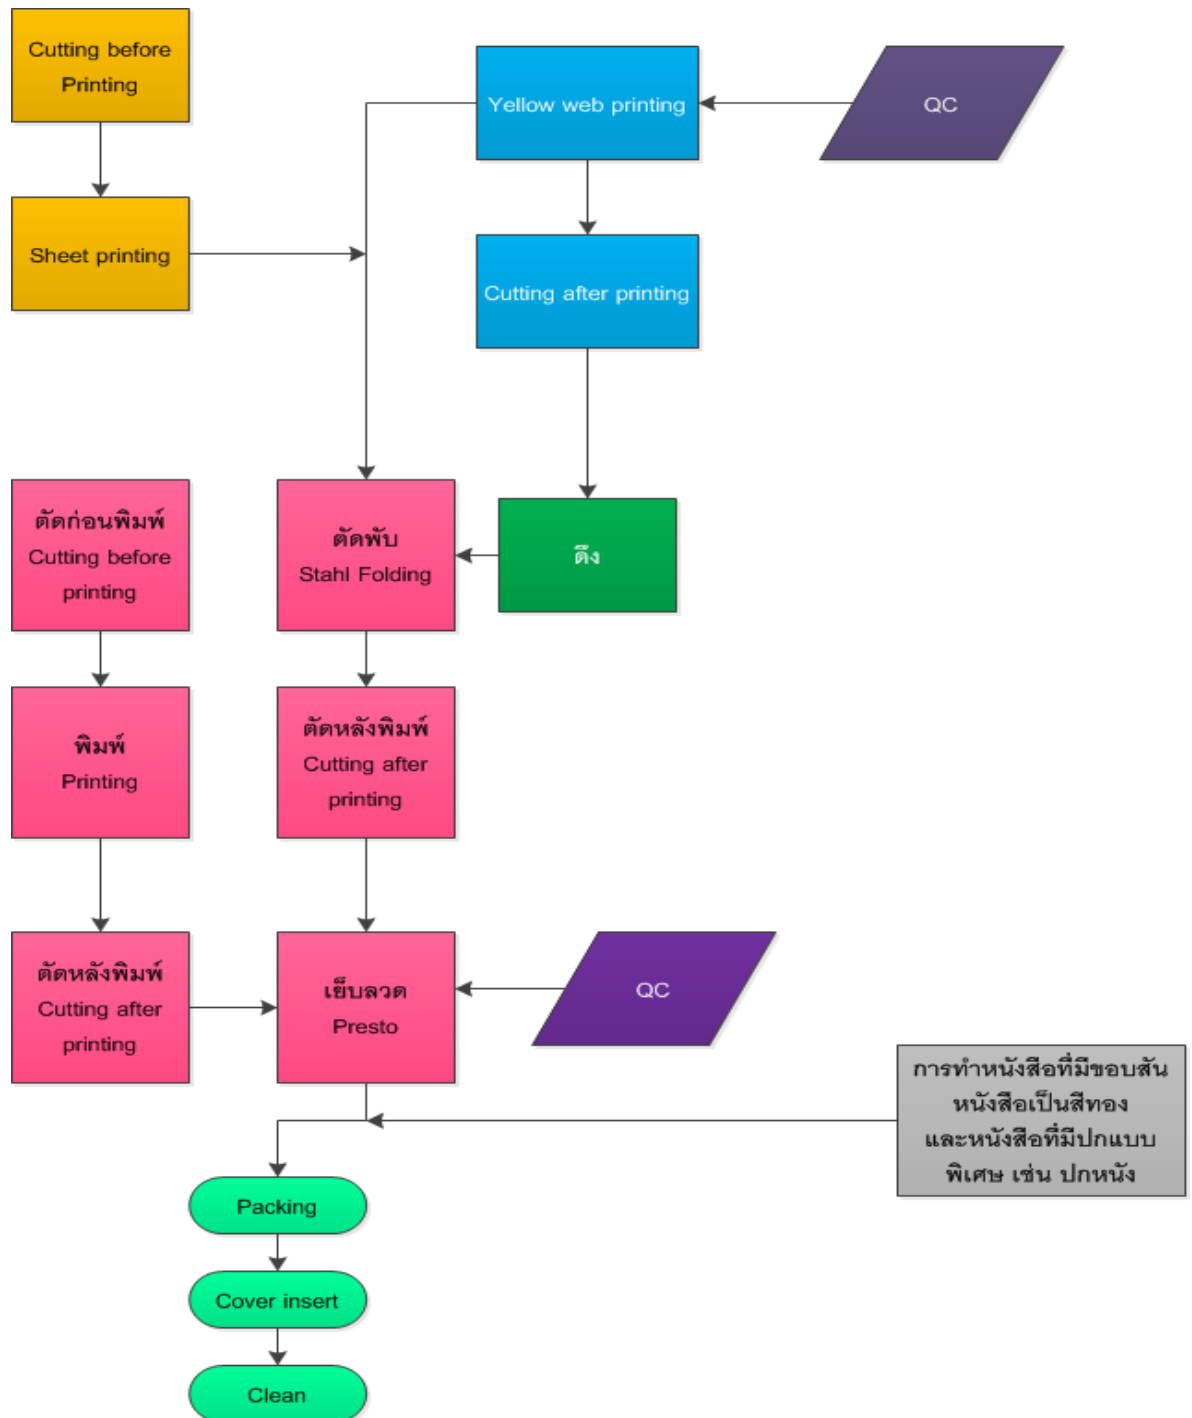 Cutting before
Printing
Yellow web printing
QC
Sheet printing
Cutting after printing
ตัดก่อนพิมพ์
Cutting before
printing
ตัดพับ
Stahl Folding
ดึง
พิมพ์
Printing
ตัดหลังพิมพ์
Cutting after
printing
ตัดหลังพิมพ์
Cutting after
printing
เย็บลวด
Presto
QC
การทำหนังสือที่มีขอบสัน
หนังสือเป็นสีทอง
และหนังสือที่มีปกแบบ
พิเศษ เช่น ปกหนัง
Packing
Cover insert
Clean